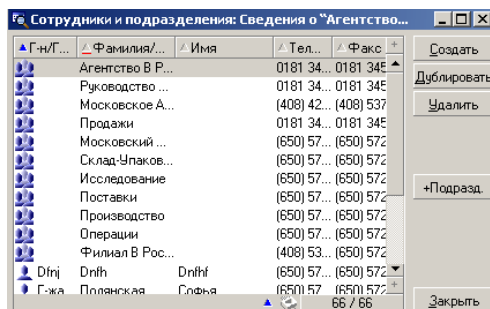 Сотрудники и подразделения: Сведения о "Агентство...
Г-н/Г... Фамилия/... Имя Тел... Факс
Агентство В Р... 0181 34... 0181 345
Руководство ... 0181 34... 0181 345
Московское А... (408) 42... (408) 537
Продажи 0181 34... 0181 345
Московский ... (650) 57... (650) 572
Склад-Упаков... (650) 57... (650) 572
Исследование (650) 57... (650) 572
Поставки (650) 57... (650) 572
Производство (650) 57... (650) 572
Операции (650) 57... (650) 572
Филиал В Рос... (408) 53... (650) 572
Dfnj Dnfh Dnfhf (650) 57... (650) 572
Г-жа Полянская Софья (650) 57... (650) 572
66 / 66
Создать
Дублировать
Удалить
+Подразд.
Закрыть